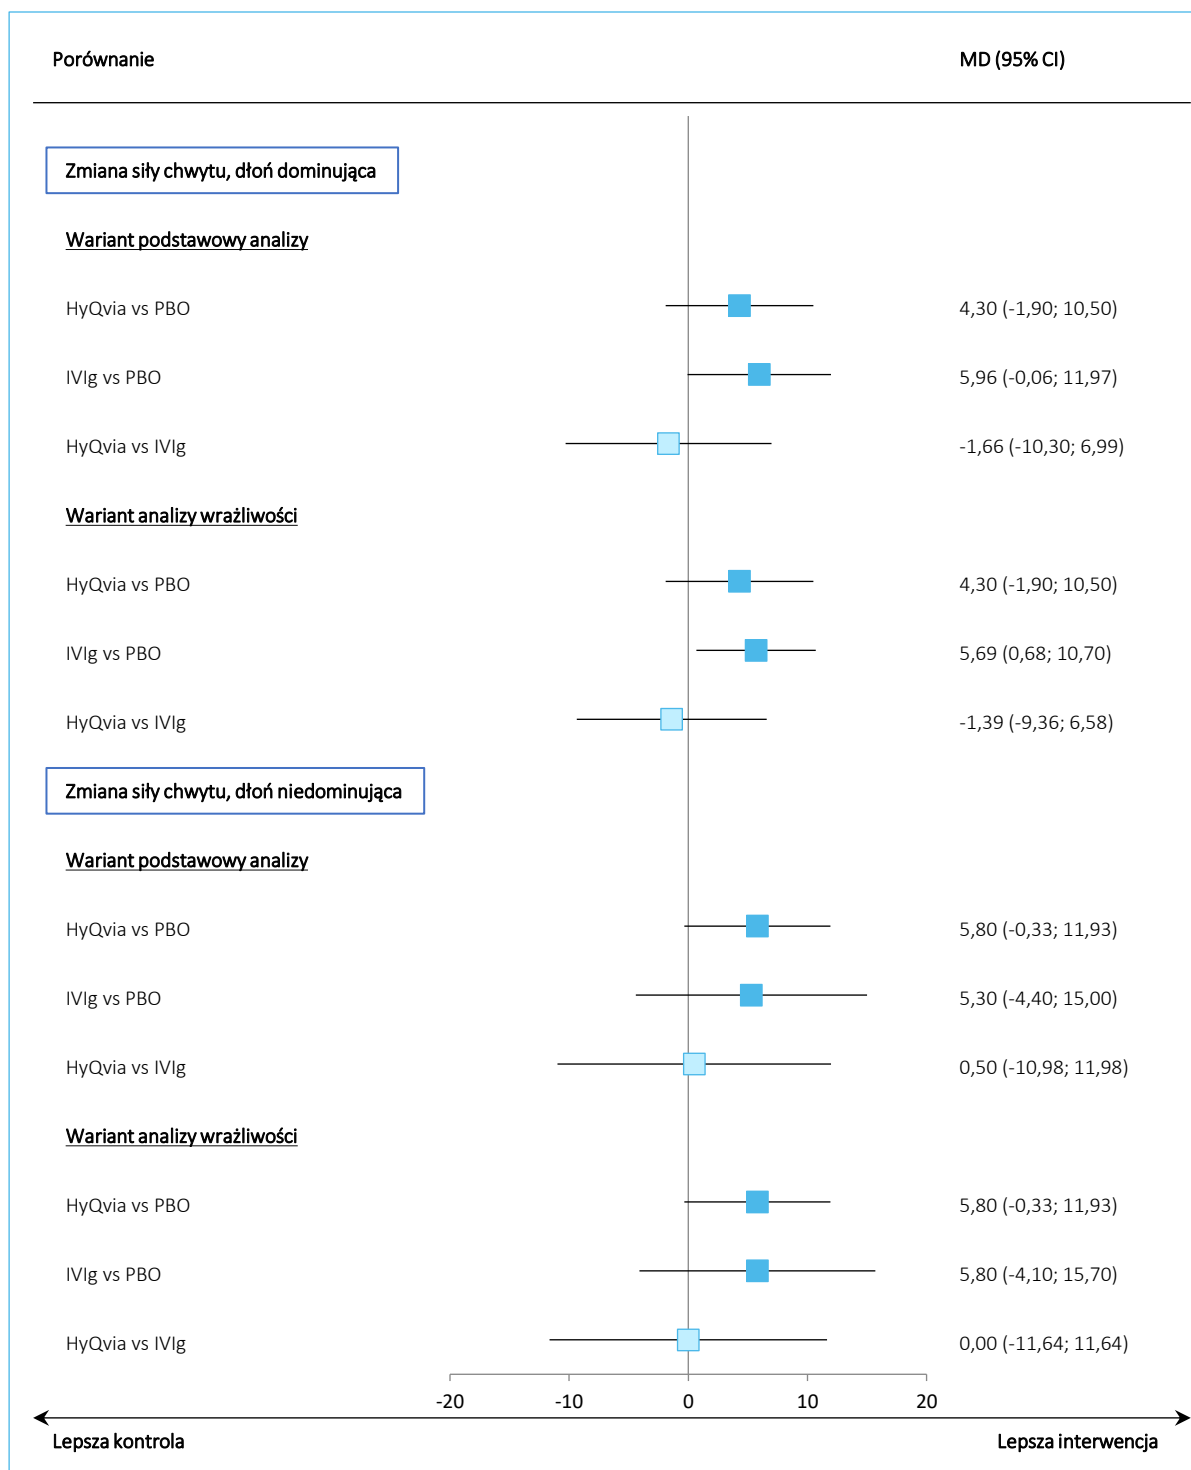 Porównanie MD (95% CI)
Zmiana siły chwytu, dłoń dominująca
Wariant podstawowy analizy
HyQvia vs PBO 4,30 (-1,90; 10,50)
IVIg vs PBO 5,96 (-0,06; 11,97)
HyQvia vs IVIg -1,66 (-10,30; 6,99)
Wariant analizy wrażliwości
HyQvia vs PBO 4,30 (-1,90; 10,50)
IVIg vs PBO 5,69 (0,68; 10,70)
HyQvia vs IVIg -1,39 (-9,36; 6,58)
Zmiana siły chwytu, dłoń niedominująca
Wariant podstawowy analizy
HyQvia vs PBO 5,80 (-0,33; 11,93)
IVIg vs PBO 5,30 (-4,40; 15,00)
HyQvia vs IVIg 0,50 (-10,98; 11,98)
Wariant analizy wrażliwości
HyQvia vs PBO 5,80 (-0,33; 11,93)
IVIg vs PBO 5,80 (-4,10; 15,70)
HyQvia vs IVIg 0,00 (-11,64; 11,64)
-20 -10 0 10 20
Lepsza kontrola Lepsza interwencja